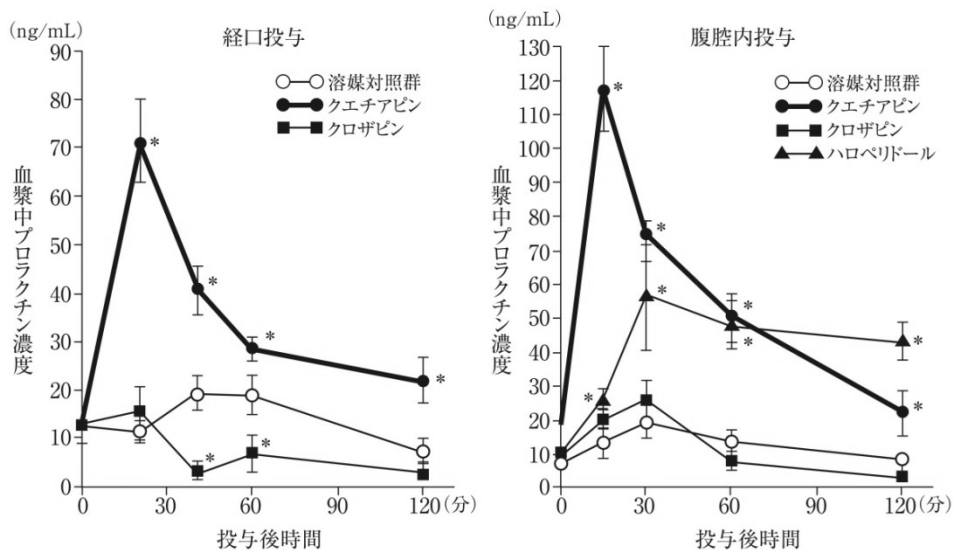 (ng/mL)
経口投与
90
80
70
60
50
40
30
20
10
0
血漿中プロラクチン濃度
溶媒対照群
クエチアピン
クロザピン
*
*
*
*
*
*
0 30 60 90 120(分)
投与後時間
(ng/mL)
腹腔内投与
130
120
110
100
90
80
70
60
50
40
30
20
10
0
血漿中プロラクチン濃度
溶媒対照群
クエチアピン
クロザピン
ハロペリドール
*
*
*
*
*
*
*
*
0 30 60 90 120(分)
投与後時間